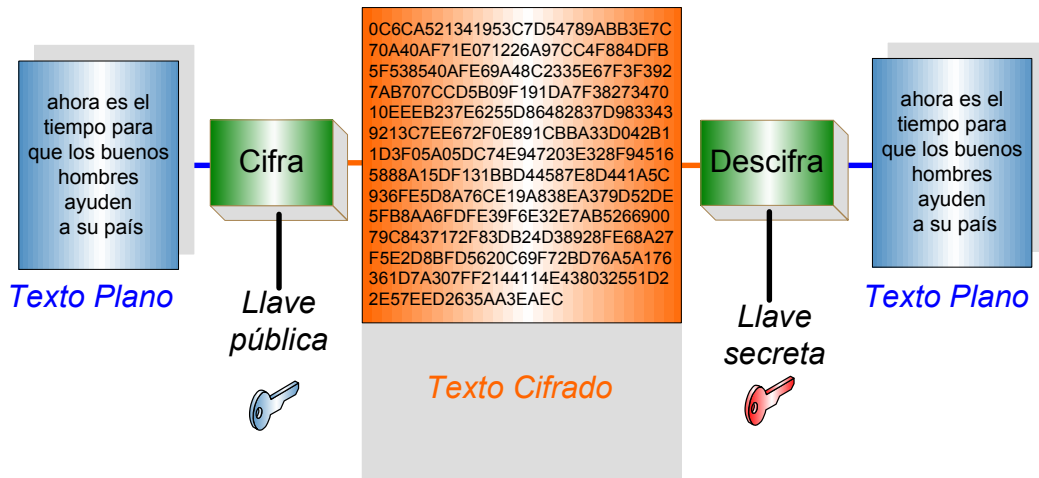 ahora es el
tiempo para
que los buenos
hombres
ayuden
a su país
Texto Plano
Cifra
Llave
pública
0C6CA521341953C7D54789ABB3E7C
70A40AF71E071226A97CC4F884DFB
5F538540AFE69A48C2335E67F3F392
7AB707CCD5B09F191DA7F38273470
10EEEB237E6255D86482837D983343
9213C7EE672F0E891CBBA33D042B1
1D3F05A05DC74E947203E328F94516
5888A15DF131BBD44587E8D441A5C
936FE5D8A76CE19A838EA379D52DE
5FB8AA6FDFE39F6E32E7AB5266900
79C8437172F83DB24D38928FE68A27
F5E2D8BFD5620C69F72BD76A5A176
361D7A307FF2144114E438032551D2
2E57EED2635AA3EAEC
Texto Cifrado
Descifra
Llave
secreta
ahora es el
tiempo para
que los buenos
hombres
ayuden
a su país
Texto Plano